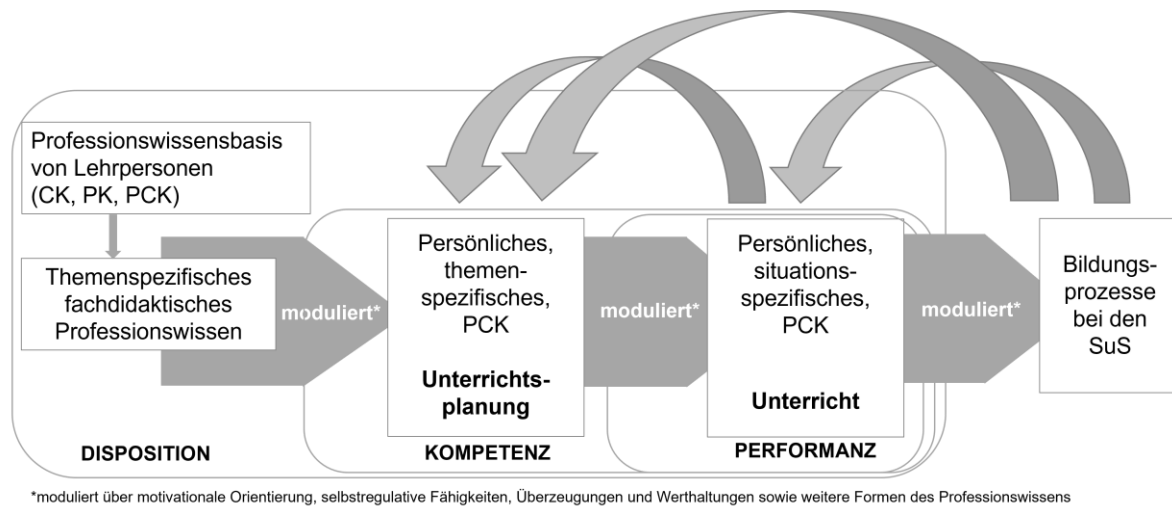 Professionswissensbasis
von Lehrpersonen
(CK, PK, PCK)
Themenspezifisches
fachdidaktisches
Professionswissen
moduliert*
Persönliches,
themen-
spezifisches,
PCK
Unterrichts-
planung
moduliert*
Persönliches,
situations-
spezifisches,
PCK
Unterricht
moduliert*
Bildungs-
prozesse
bei den
SuS
DISPOSITION
KOMPETENZ
PERFORMANZ
*moduliert über motivationale Orientierung, selbstregulative Fähigkeiten, Überzeugungen und Werthaltungen sowie weitere Formen des Professionswissens